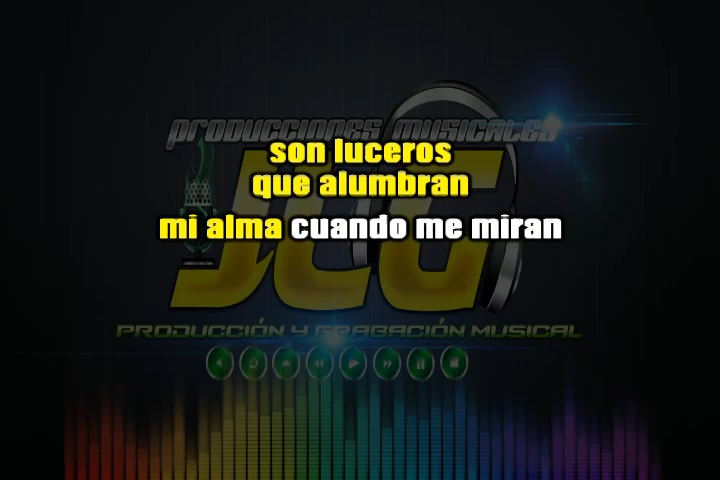 PRODUCCIONES MUSICALES
son luceros
que alumbran
mi alma cuando me miran
JCG
PRODUCCIÓN Y GRABACIÓN MUSICAL